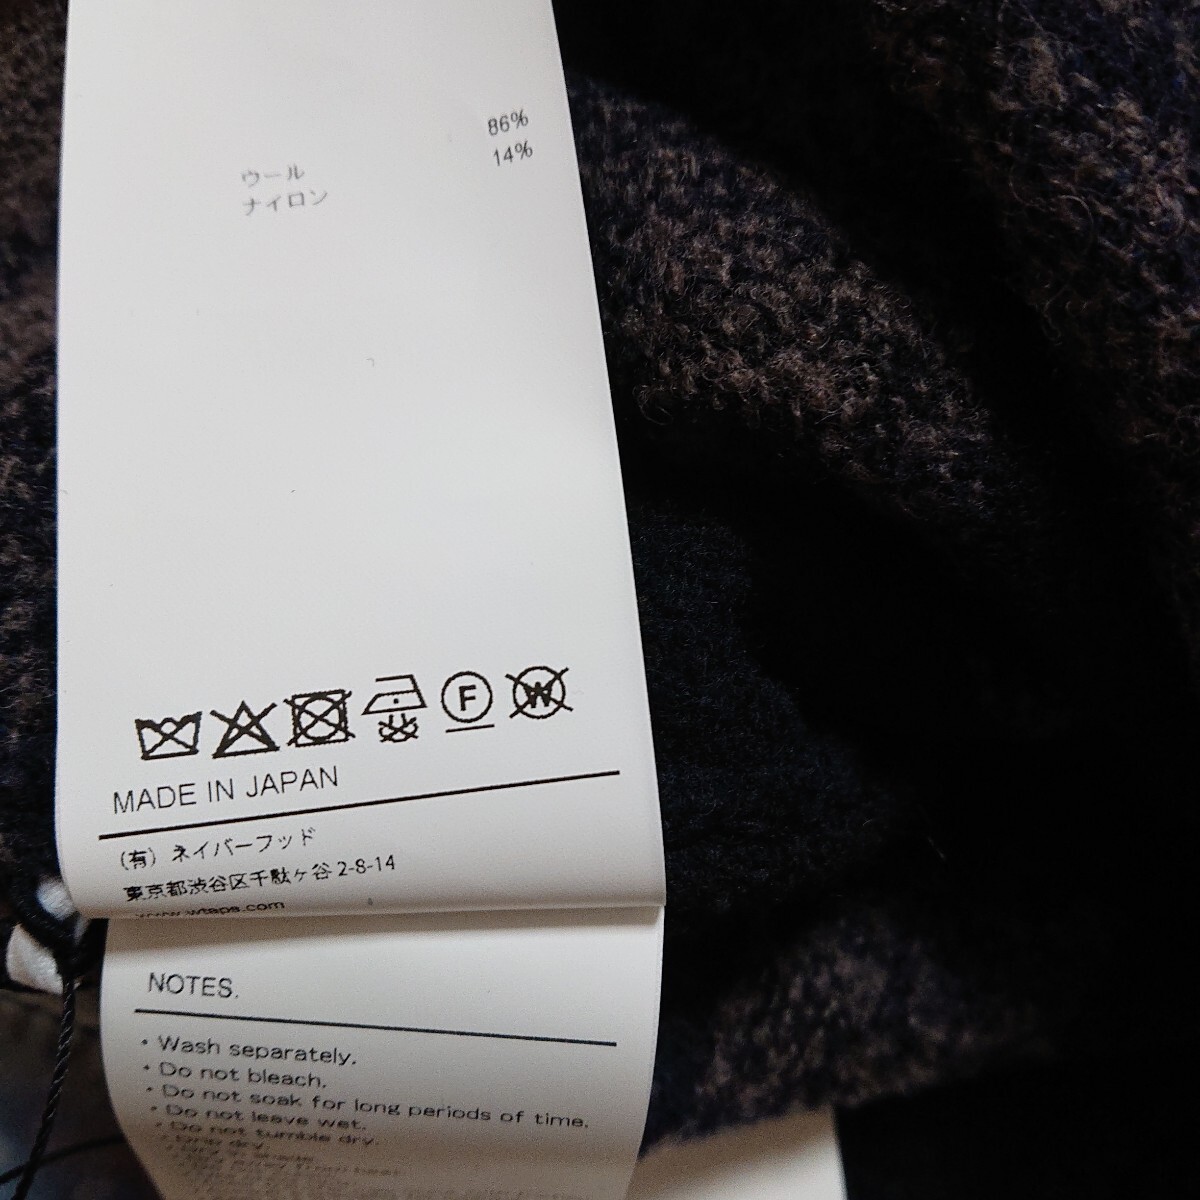 ウール 86%
ナイロン 14%
F
W
MADE IN JAPAN
(有) ネイバーフッド
東京都渋谷区千駄ヶ谷 2-8-14
www.wtaps.com
NOTES.
・Wash separately.
・Do not bleach.
・Do not soak for long periods of time.
・Do not leave wet.
・Do not tumble dry.
・Drip dry.